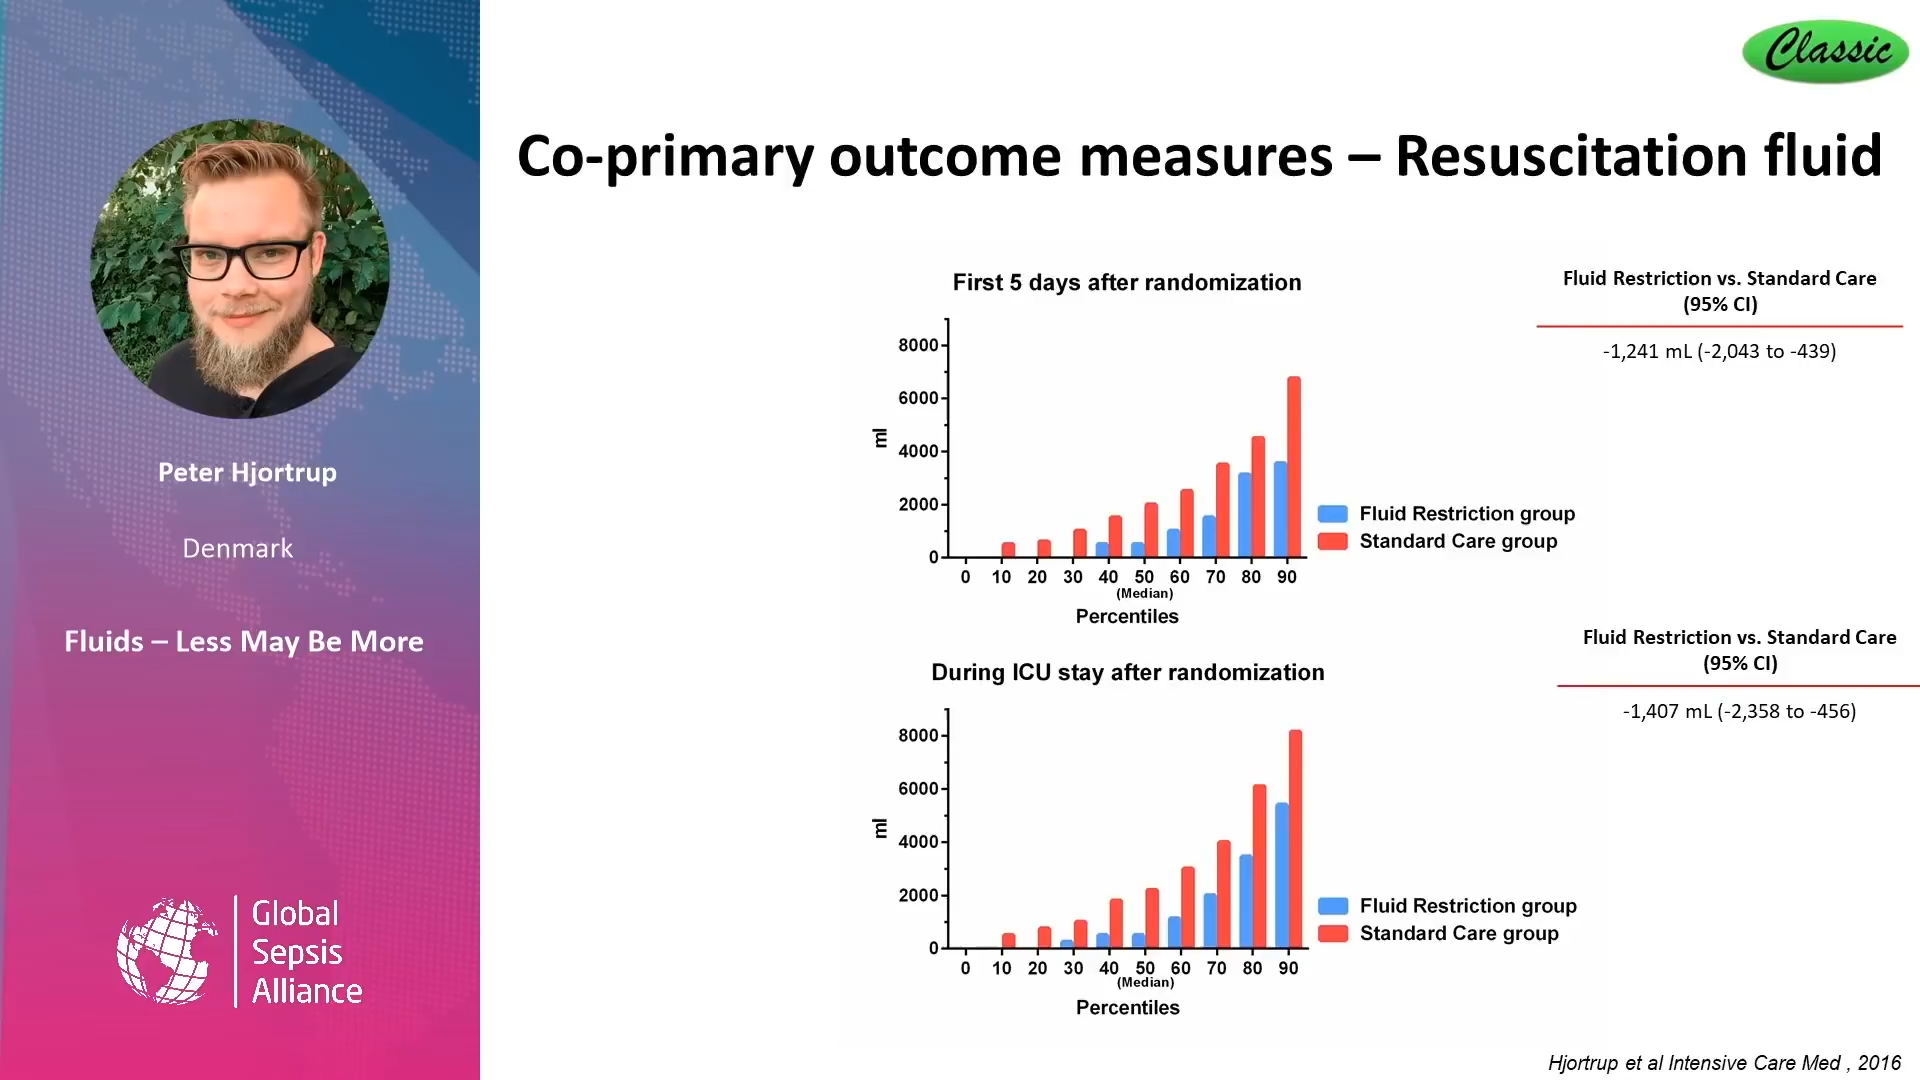 Classic
Co-primary outcome measures – Resuscitation fluid
Peter Hjortrup
Denmark
Fluids – Less May Be More
Global
Sepsis
Alliance
First 5 days after randomization
ml
8000
6000
4000
2000
0
0 10 20 30 40 50 60 70 80 90
(Median)
Percentiles
Fluid Restriction group
Standard Care group
Fluid Restriction vs. Standard Care
(95% CI)
-1,241 mL (-2,043 to -439)
During ICU stay after randomization
ml
8000
6000
4000
2000
0
0 10 20 30 40 50 60 70 80 90
(Median)
Percentiles
Fluid Restriction group
Standard Care group
Fluid Restriction vs. Standard Care
(95% CI)
-1,407 mL (-2,358 to -456)
Hjortrup et al Intensive Care Med , 2016